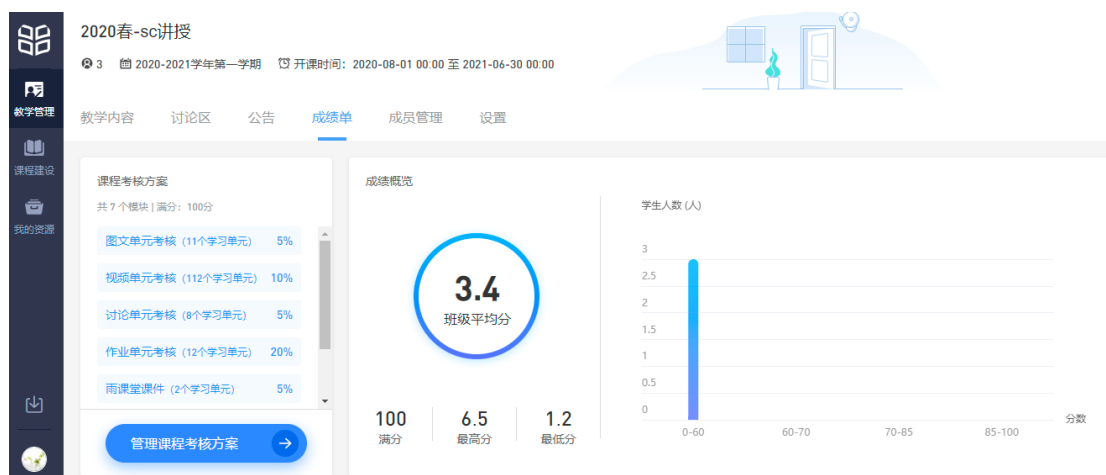 2020春-sc讲授
3 2020-2021学年第一学期 开课时间：2020-08-01 00:00 至 2021-06-30 00:00
教学内容 讨论区 公告 成绩单 成员管理 设置
教学管理
课程建设
我的资源
课程考核方案
共 7 个模块 | 满分：100分
图文单元考核 (11个学习单元) 5%
视频单元考核 (112个学习单元) 10%
讨论单元考核 (8个学习单元) 5%
作业单元考核 (12个学习单元) 20%
雨课堂课件 (2个学习单元) 5%
管理课程考核方案
成绩概览
3.4
班级平均分
100 6.5 1.2
满分 最高分 最低分
学生人数 (人)
3
2.5
2
1.5
1
0.5
0
分数
0-60 60-70 70-85 85-100